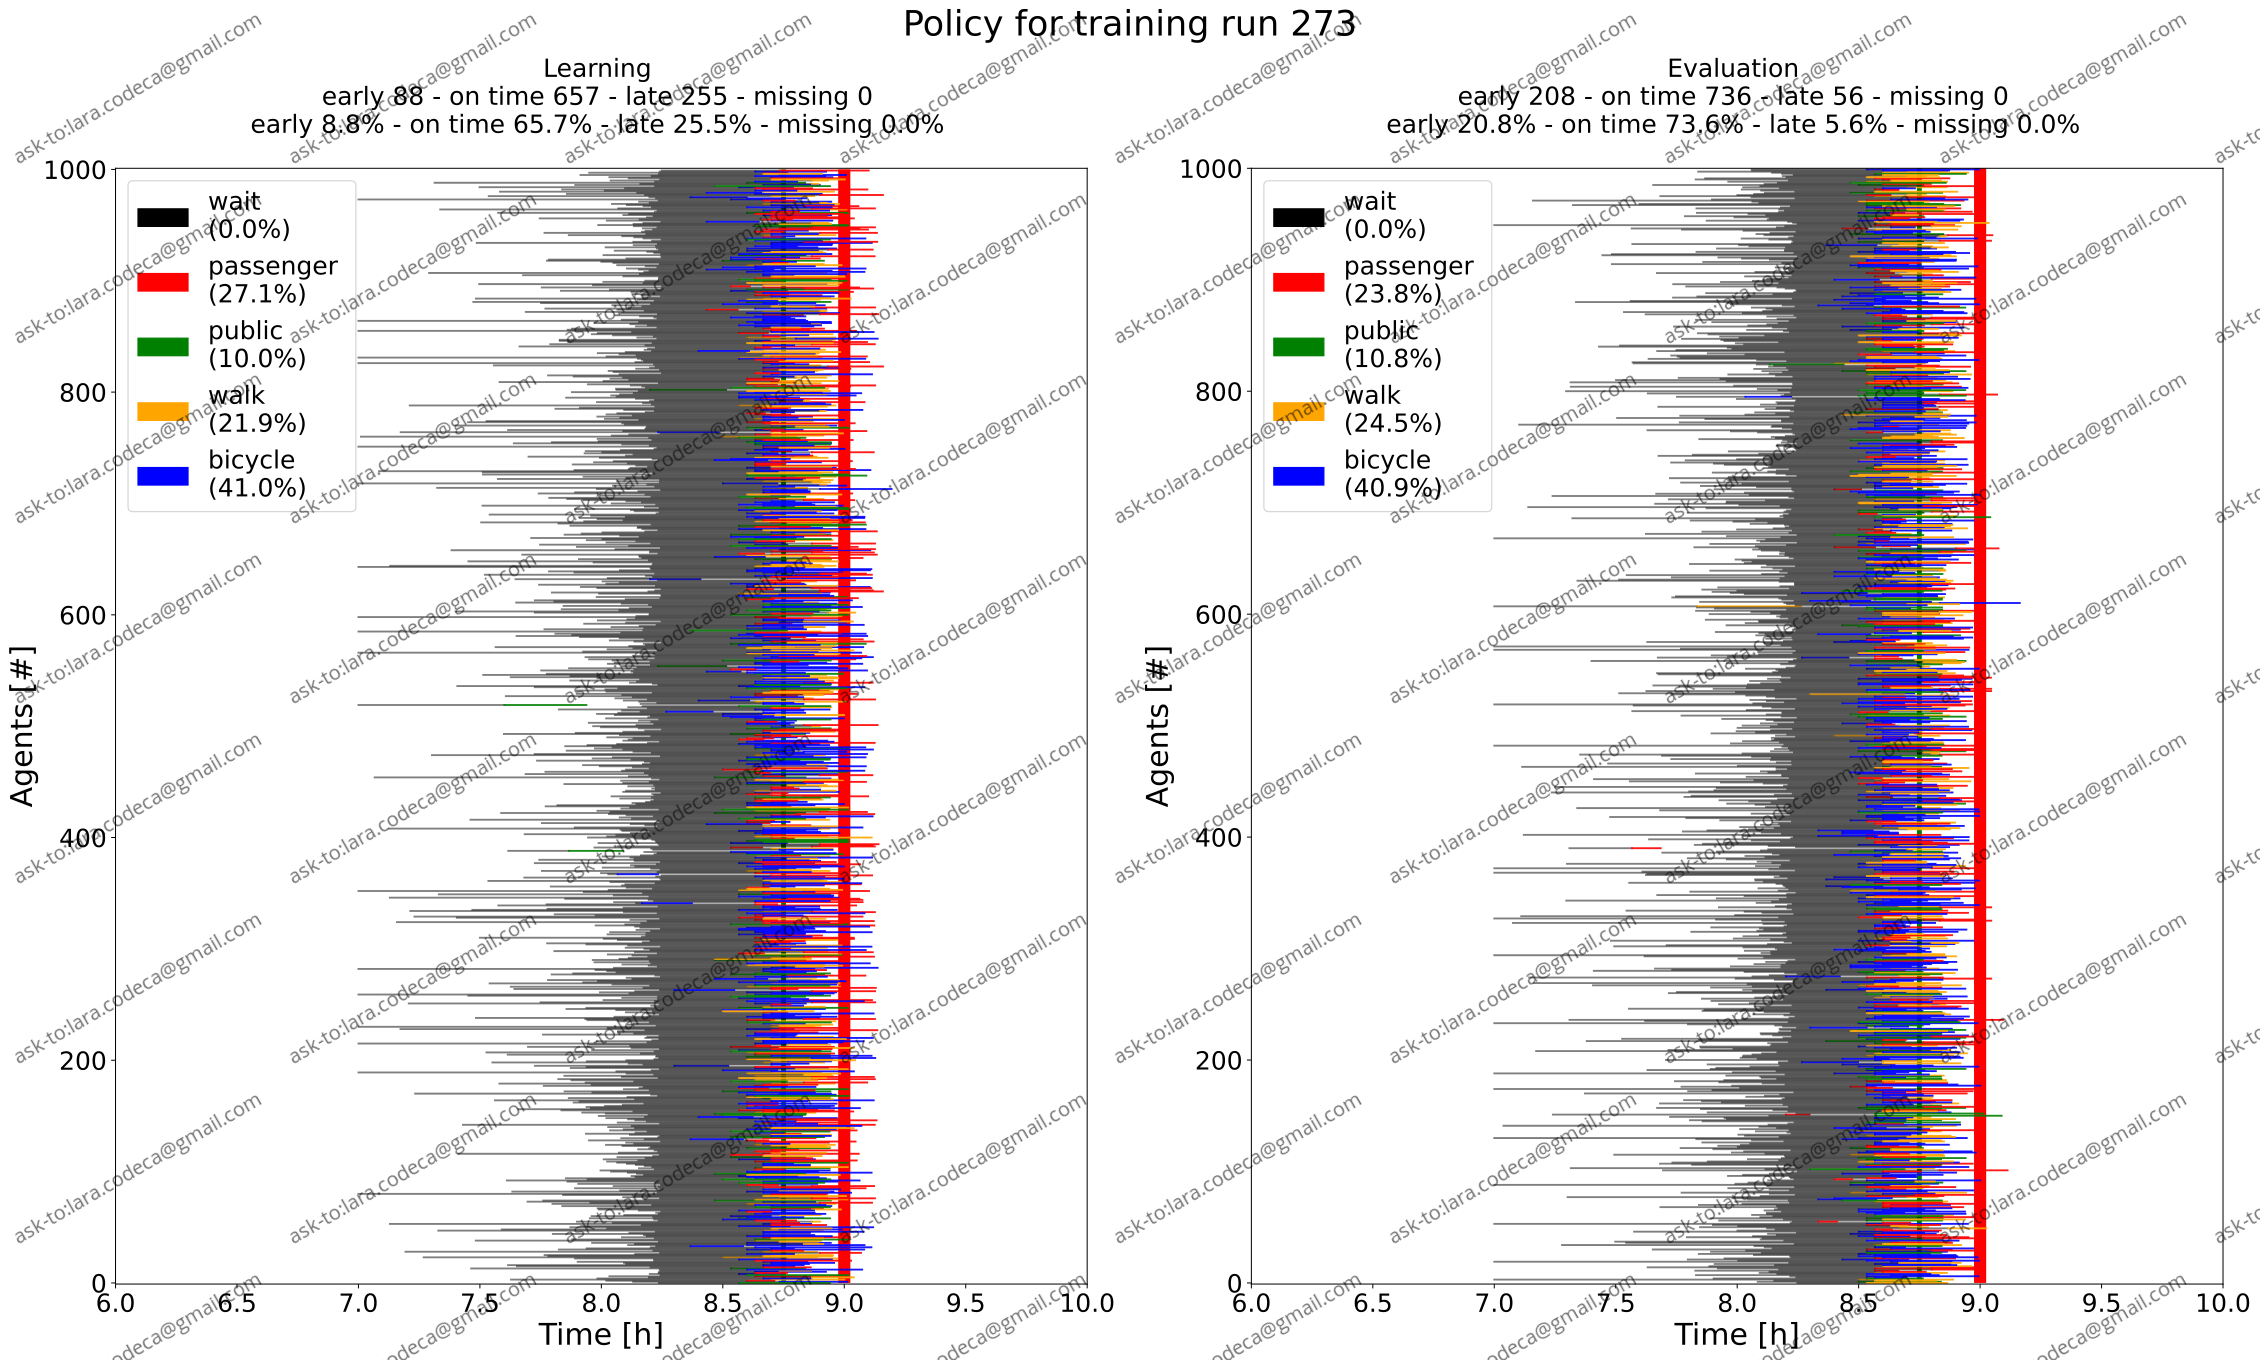 Policy for training run 273
Learning
early 88 - on time 657 - late 255 - missing 0
early 8.8% - on time 65.7% - late 25.5% - missing 0.0%
1000
800
600
400
200
0
Agents [#]
wait
(0.0%)
passenger
(27.1%)
public
(10.0%)
walk
(21.9%)
bicycle
(41.0%)
6.0 6.5 7.0 7.5 8.0 8.5 9.0 9.5 10.0
Time [h]
Evaluation
early 208 - on time 736 - late 56 - missing 0
early 20.8% - on time 73.6% - late 5.6% - missing 0.0%
1000
800
600
400
200
0
Agents [#]
wait
(0.0%)
passenger
(23.8%)
public
(10.8%)
walk
(24.5%)
bicycle
(40.9%)
6.0 6.5 7.0 7.5 8.0 8.5 9.0 9.5 10.0
Time [h]
ask-to:lara.codeca@gmail.com